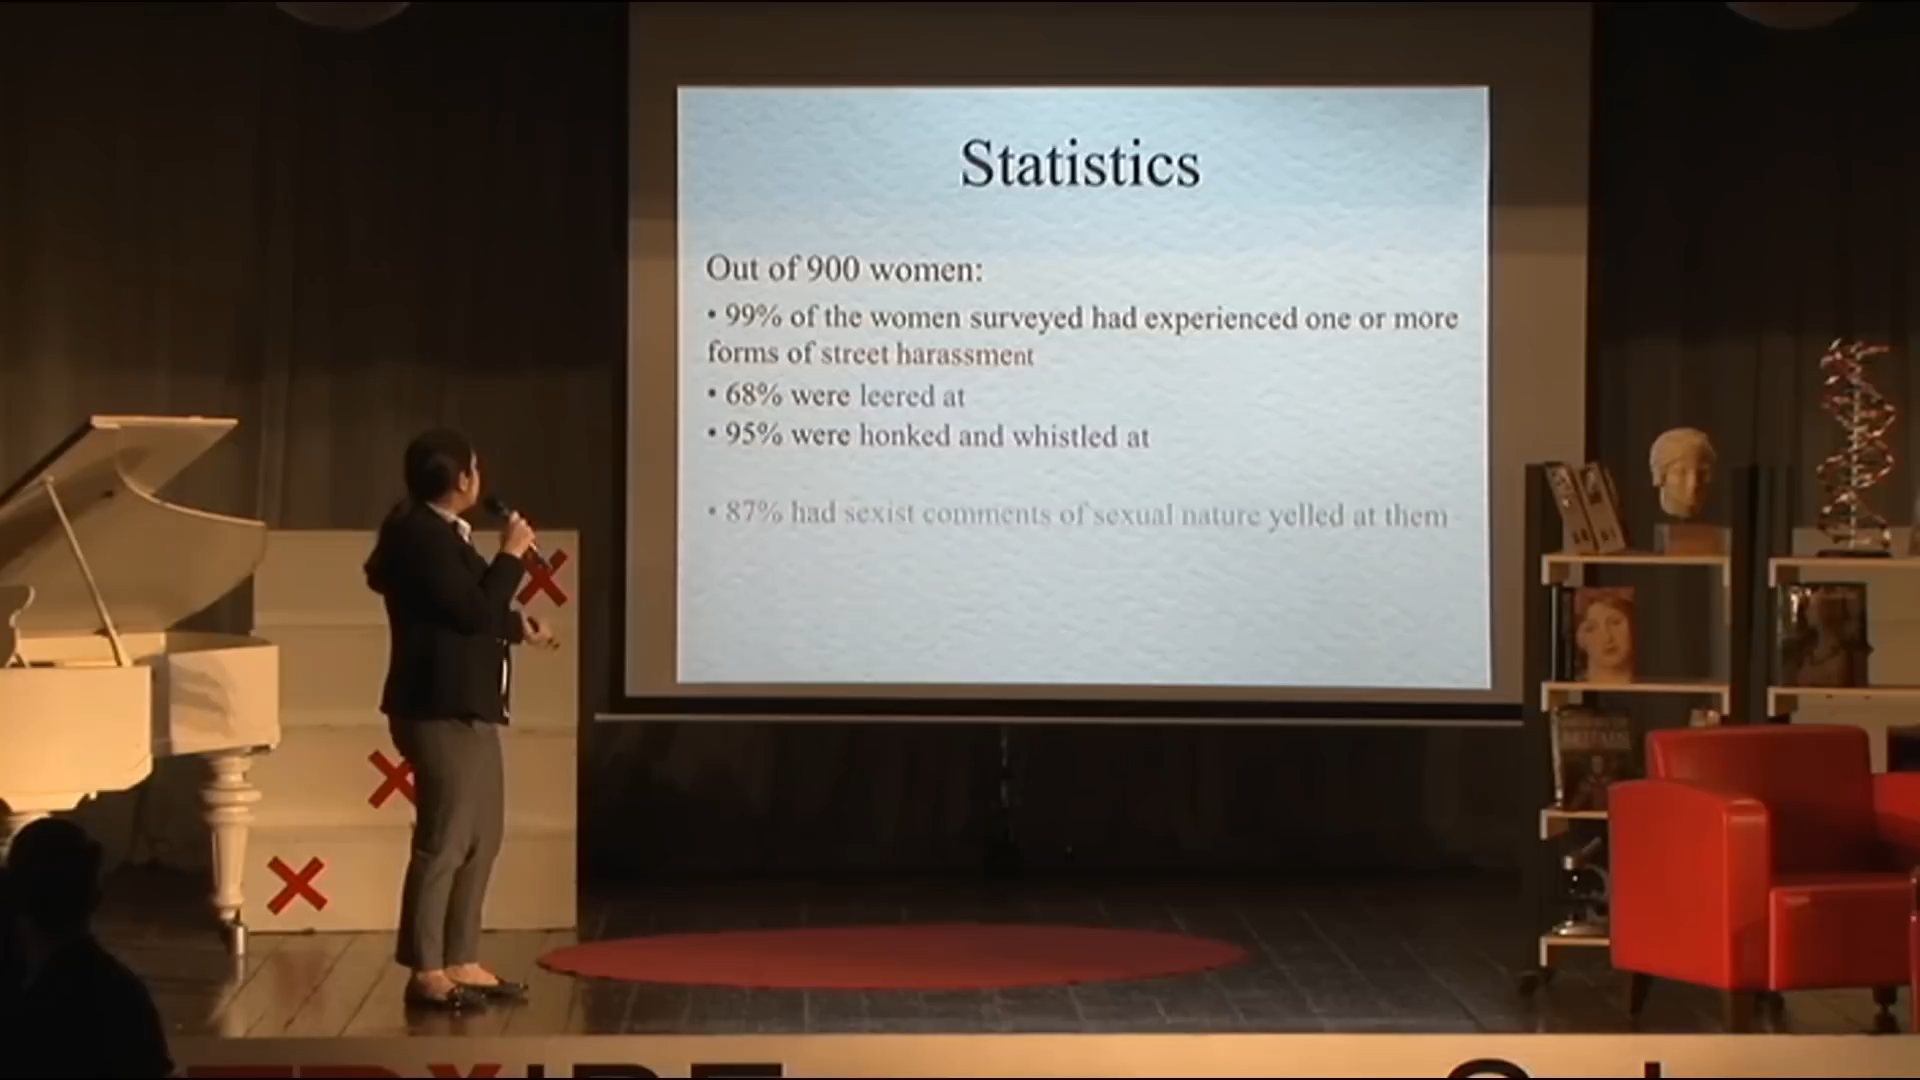 Statistics
Out of 900 women:
• 99% of the women surveyed had experienced one or more
forms of street harassment
• 68% were leered at
• 95% were honked and whistled at
• 87% had sexist comments of sexual nature yelled at them